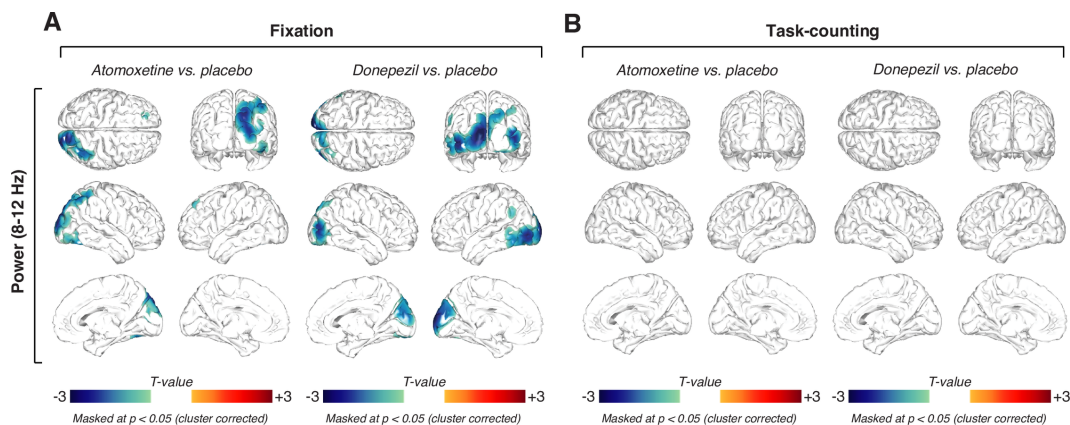 A
B
Fixation
Task-counting
Atomoxetine vs. placebo
Donepezil vs. placebo
Atomoxetine vs. placebo
Donepezil vs. placebo
Power (8-12 Hz)
T-value
-3
+3
Masked at p < 0.05 (cluster corrected)
T-value
-3
+3
Masked at p < 0.05 (cluster corrected)
T-value
-3
+3
Masked at p < 0.05 (cluster corrected)
T-value
-3
+3
Masked at p < 0.05 (cluster corrected)